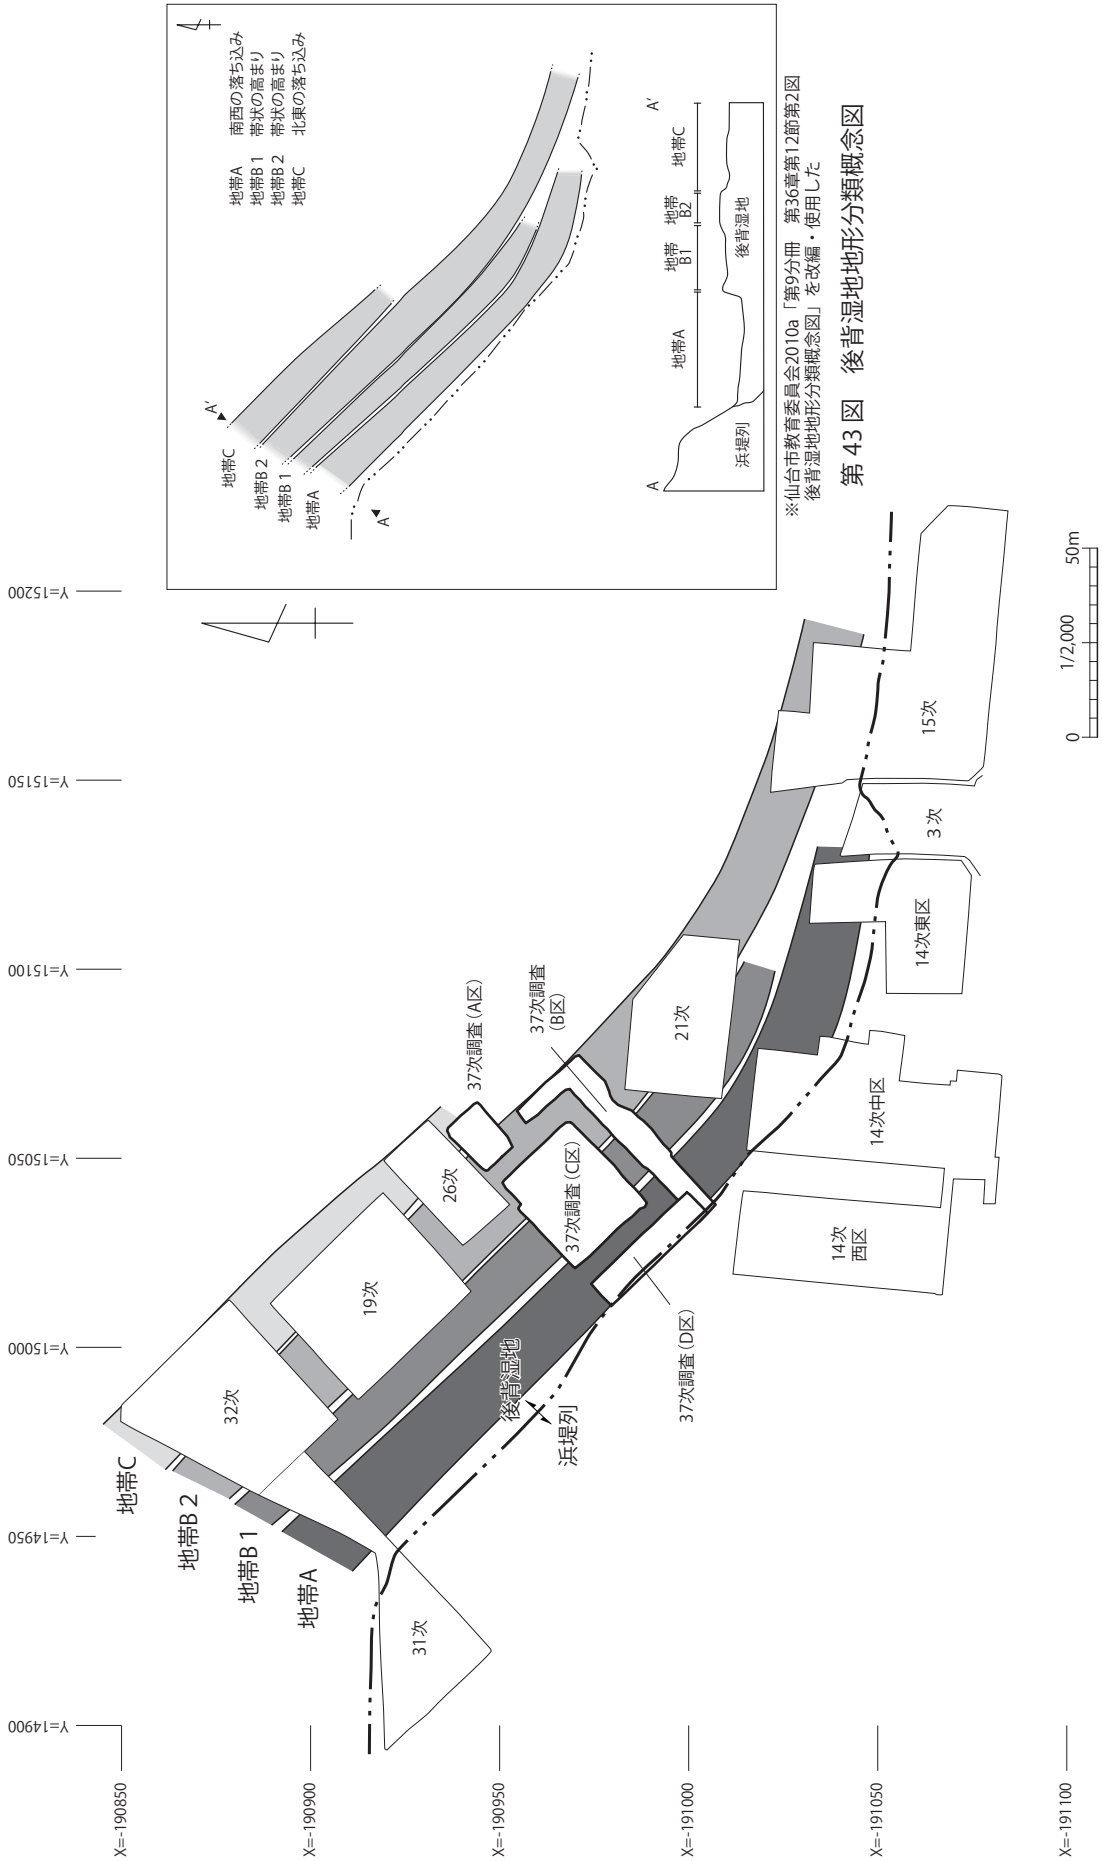 地帯A 南西の落ち込み
地帯B1 帯状の高まり
地帯B2 帯状の高まり
地帯C 北東の落ち込み
A'
地帯C
地帯B2
地帯B1
地帯A
A
A
A'
地帯A
地帯
B1
地帯
B2
地帯C
浜堤列
後背湿地
※仙台市教育委員会2010a「第9分冊 第36章第12節第2図
後背湿地地形分類概念図」を改編・使用した
第 43 図 後背湿地地形分類概念図
Y=14900
Y=14950
Y=15000
Y=15050
Y=15100
Y=15150
Y=15200
X=-190850
X=-190900
X=-190950
X=-191000
X=-191050
X=-191100
地帯C
地帯B2
地帯B1
地帯A
31次
32次
19次
26次
37次調査(A区)
37次調査
(B区)
37次調査(C区)
37次調査(D区)
21次
後背湿地
浜堤列
14次
西区
14次中区
14次東区
3次
15次
0
1/2,000
50m